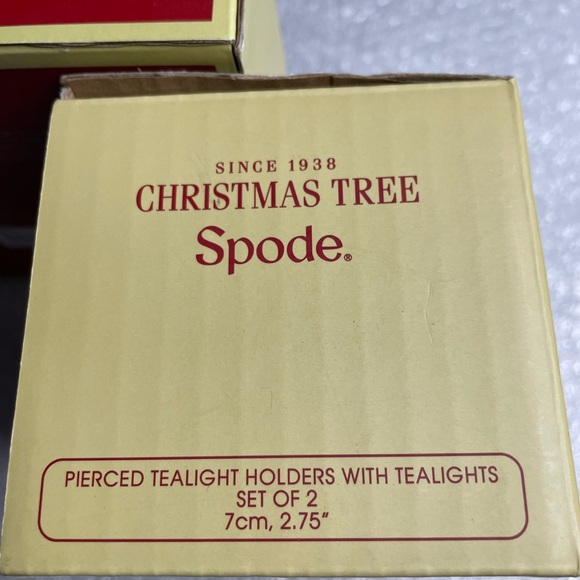 SINCE 1938
CHRISTMAS TREE
Spode®
PIERCED TEALIGHT HOLDERS WITH TEALIGHTS
SET OF 2
7cm, 2.75"